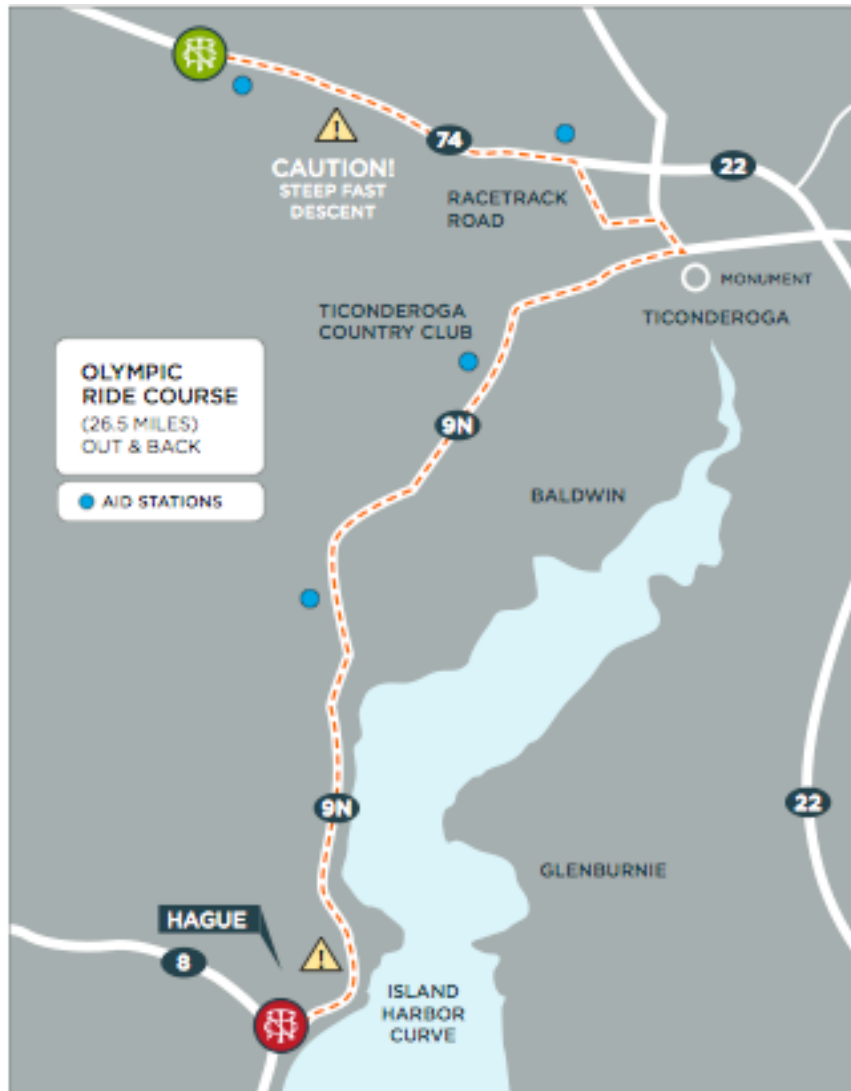 74
CAUTION!
STEEP FAST
DESCENT
22
RACETRACK
ROAD
MONUMENT
TICONDEROGA
COUNTRY CLUB
TICONDEROGA
OLYMPIC
RIDE COURSE
(26.5 MILES)
OUT & BACK
AID STATIONS
9N
BALDWIN
9N
22
GLENBURNIE
HAGUE
8
ISLAND
HARBOR
CURVE